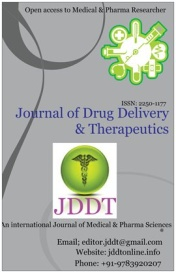 Open access to Medical & Pharma Researcher
ISSN: 2250-1177
Journal of Drug Delivery
& Therapeutics
JDDT
An international Journal of Medical & Pharma Sciences
Email; editor.jddt@gmail.com
Website: jddtonline.info
Phone: +91-9783920207